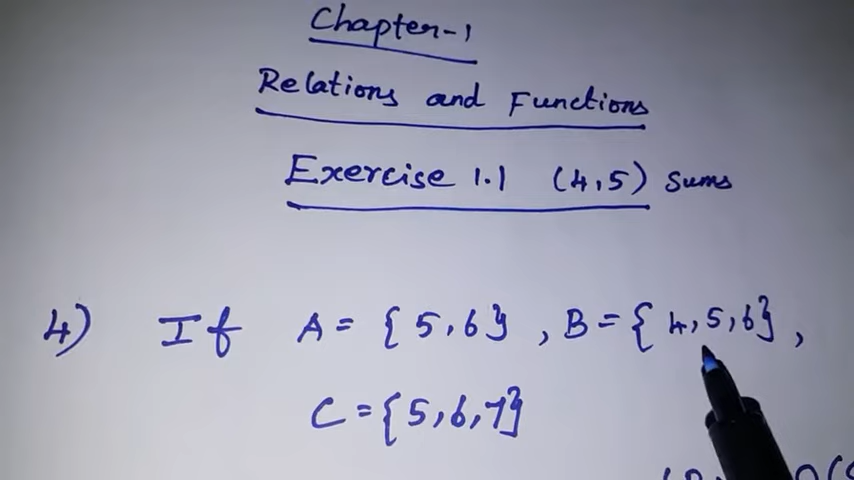 Chapter-1
Relations and Functions
Exercise 1.1 (4,5) sums
4) If A = {5,6}, B = {4,5,6},
C = {5,6,7}